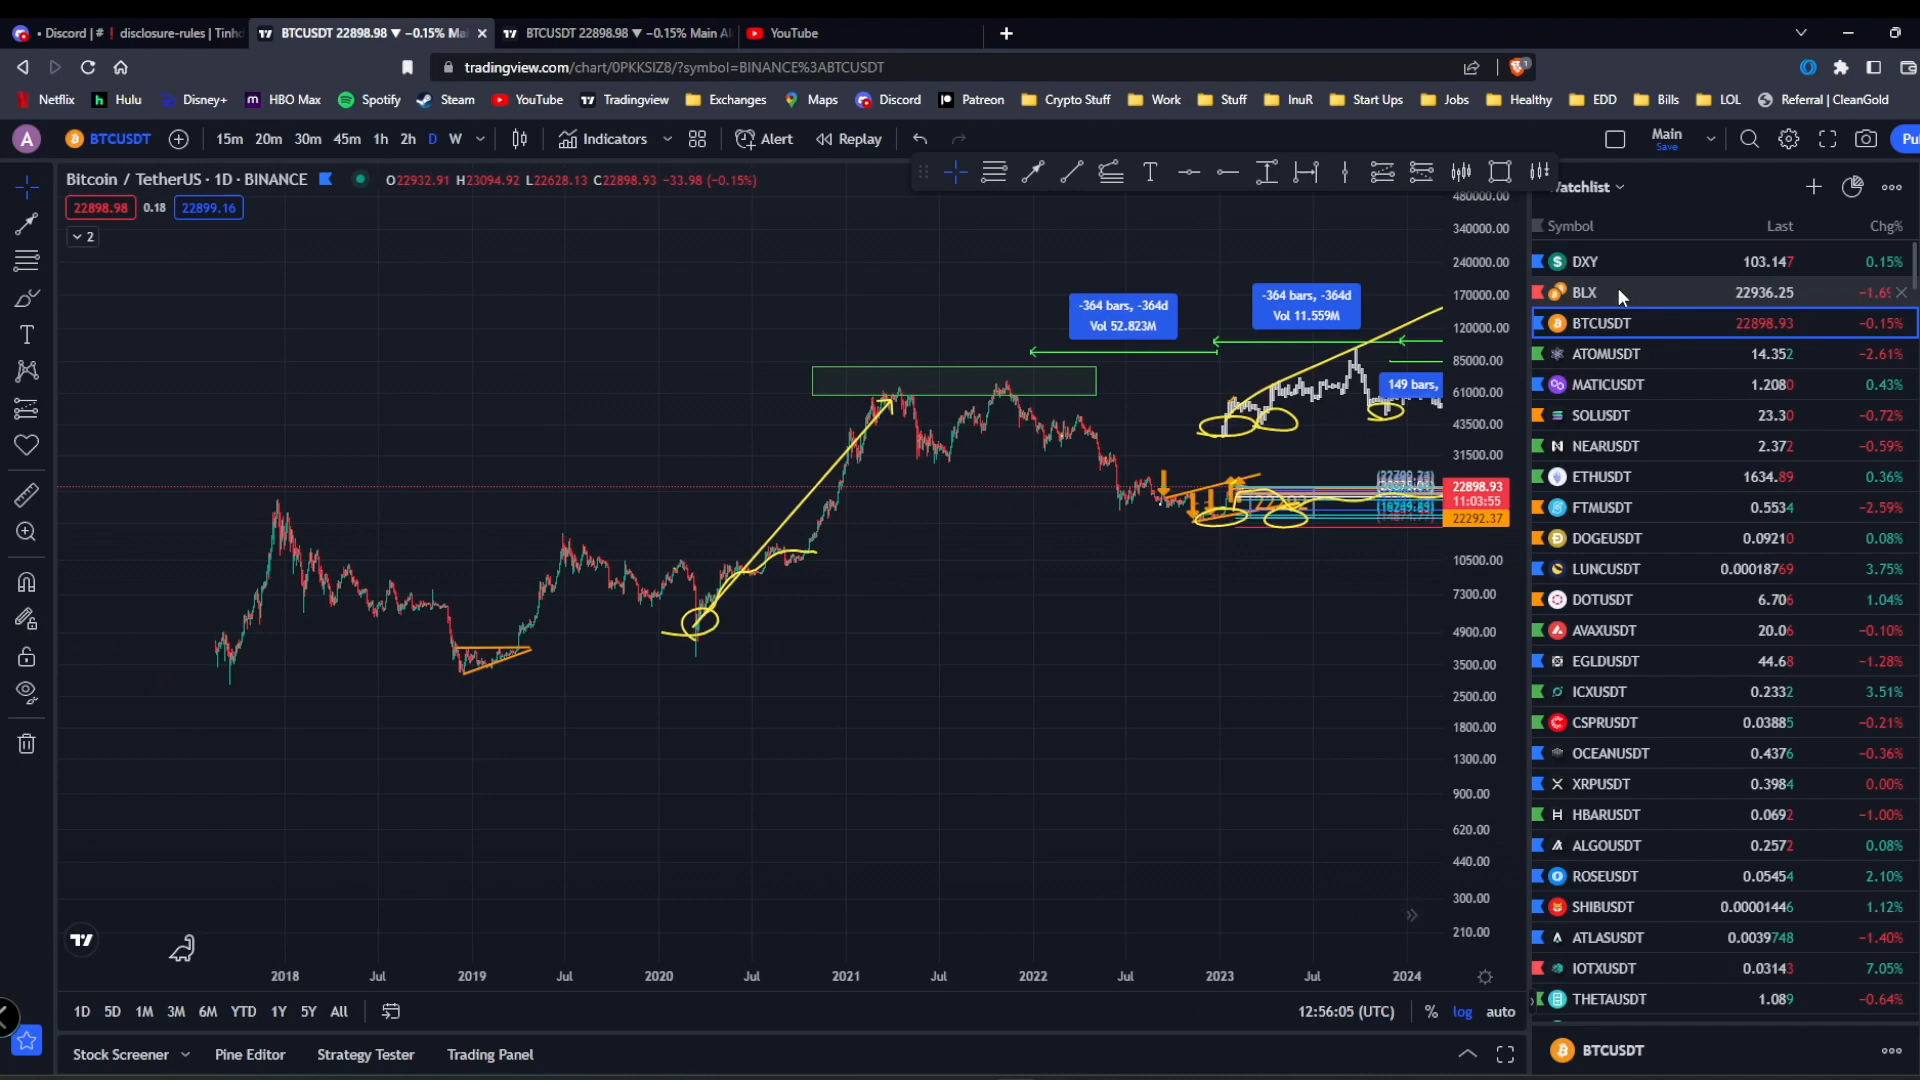 • Discord | # ❗ disclosure-rules | Tinhc
BTCUSDT 22898.98 ▼ −0.15% Mai
BTCUSDT 22898.98 ▼ −0.15% Main Al
YouTube
tradingview.com/chart/0PKKSIZ8/?symbol=BINANCE%3ABTCUSDT
Netflix Hulu Disney+ HBO Max Spotify Steam YouTube Tradingview Exchanges Maps Discord Patreon Crypto Stuff Work Stuff InuR Start Ups Jobs Healthy EDD Bills LOL Referral | CleanGold
A BTCUSDT 15m 20m 30m 45m 1h 2h D W Indicators Alert Replay Main Save Pu
Bitcoin / TetherUS · 1D · BINANCE O22932.91 H23094.92 L22628.13 C22898.93 −33.98 (−0.15%)
22898.98 0.18 22899.16
2
-364 bars, -364d
Vol 52.823M
-364 bars, -364d
Vol 11.559M
149 bars,
480000.00
340000.00
240000.00
170000.00
120000.00
85000.00
61000.00
43500.00
31500.00
22898.93
11:03:55
22292.37
10500.00
7300.00
4900.00
3500.00
2500.00
1800.00
1300.00
900.00
620.00
440.00
300.00
210.00
2018 Jul 2019 Jul 2020 Jul 2021 Jul 2022 Jul 2023 Jul 2024
1D 5D 1M 3M 6M YTD 1Y 5Y All
12:56:05 (UTC) % log auto
Stock Screener Pine Editor Strategy Tester Trading Panel
atchlist
Symbol Last Chg%
DXY 103.147 0.15%
BLX 22936.25 −1.69
BTCUSDT 22898.93 −0.15%
ATOMUSDT 14.352 −2.61%
MATICUSDT 1.2080 0.43%
SOLUSDT 23.30 −0.72%
NEARUSDT 2.372 −0.59%
ETHUSDT 1634.89 0.36%
FTMUSDT 0.5534 −2.59%
DOGEUSDT 0.09210 0.08%
LUNCUSDT 0.00018769 3.75%
DOTUSDT 6.706 1.04%
AVAXUSDT 20.06 −0.10%
EGLDUSDT 44.68 −1.28%
ICXUSDT 0.2332 3.51%
CSPRUSDT 0.03885 −0.21%
OCEANUSDT 0.4376 −0.36%
XRPUSDT 0.3984 0.00%
HBARUSDT 0.0692 −1.00%
ALGOUSDT 0.2572 0.08%
ROSEUSDT 0.05454 2.10%
SHIBUSDT 0.00001446 1.12%
ATLASUSDT 0.0039748 −1.40%
IOTXUSDT 0.03143 7.05%
THETAUSDT 1.089 −0.64%
BTCUSDT